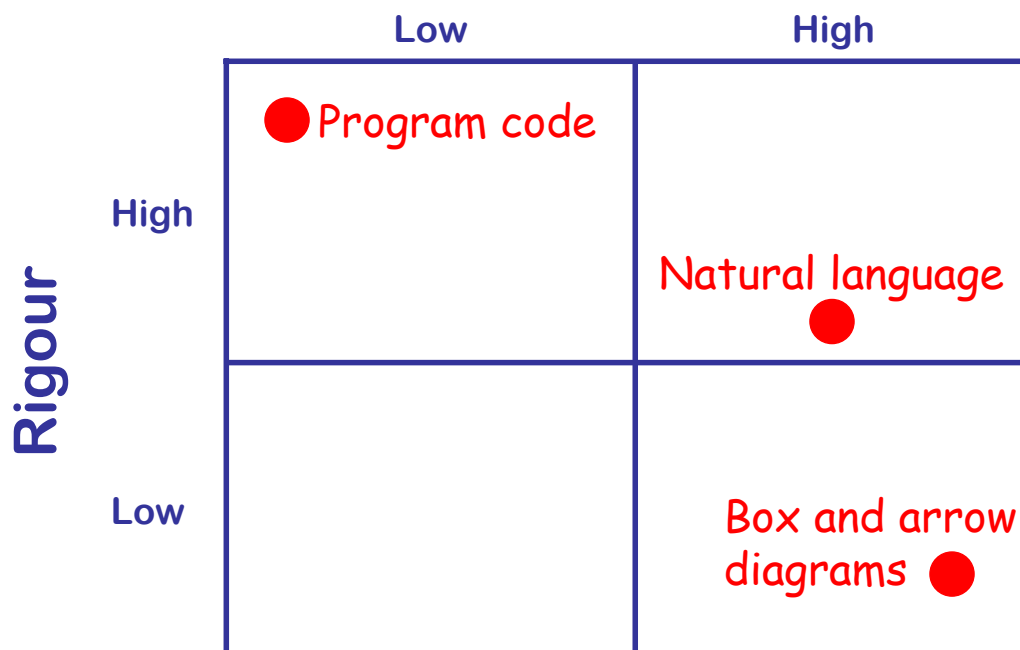 Low
High
Program code
High
Natural language
Rigour
Low
Box and arrow
diagrams